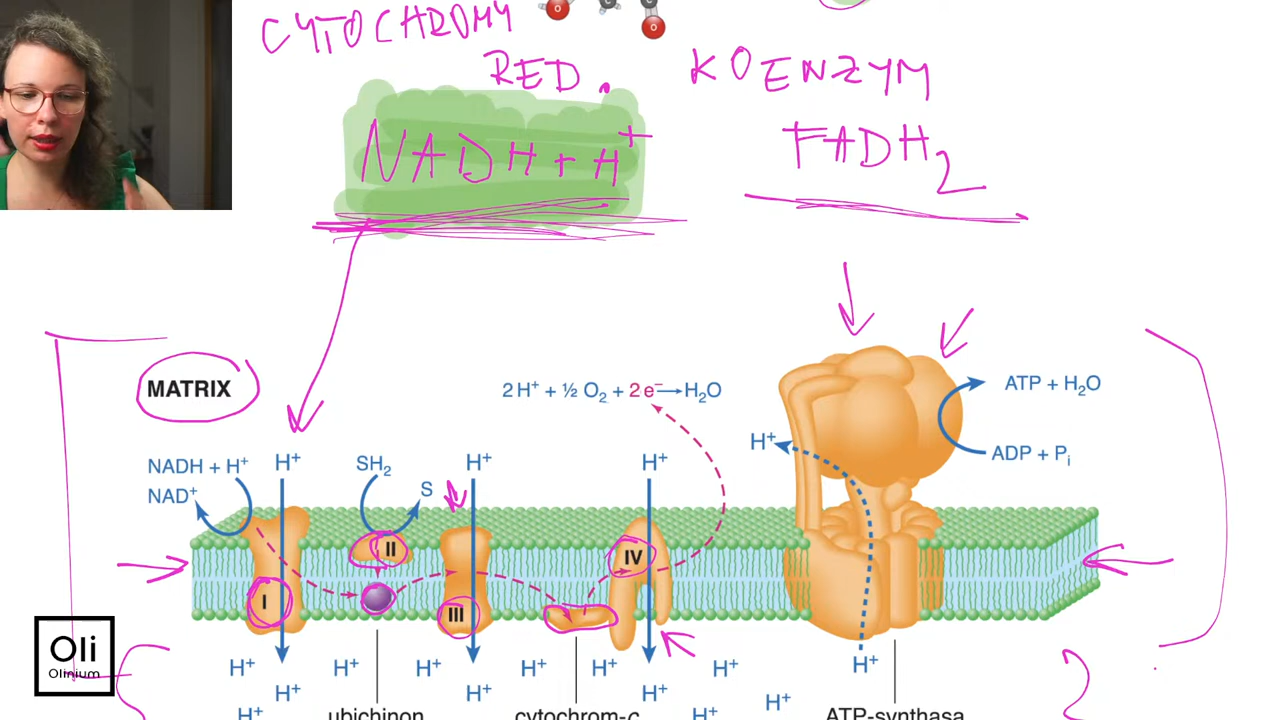 CYTOCHROMY
RED. KOENZYM
NADH + H+
FADH2
MATRIX
2 H+ + ½ O2 + 2 e− → H2O
ATP + H2O
H+
ADP + Pi
NADH + H+
H+
SH2
H+
H+
NAD+
S
II
IV
I
III
H+ H+ H+ H+ H+ H+ H+
H+ H+ H+
H+ H+
ubichinon cytochrom-c ATP-synthasa
Oli
Olinium